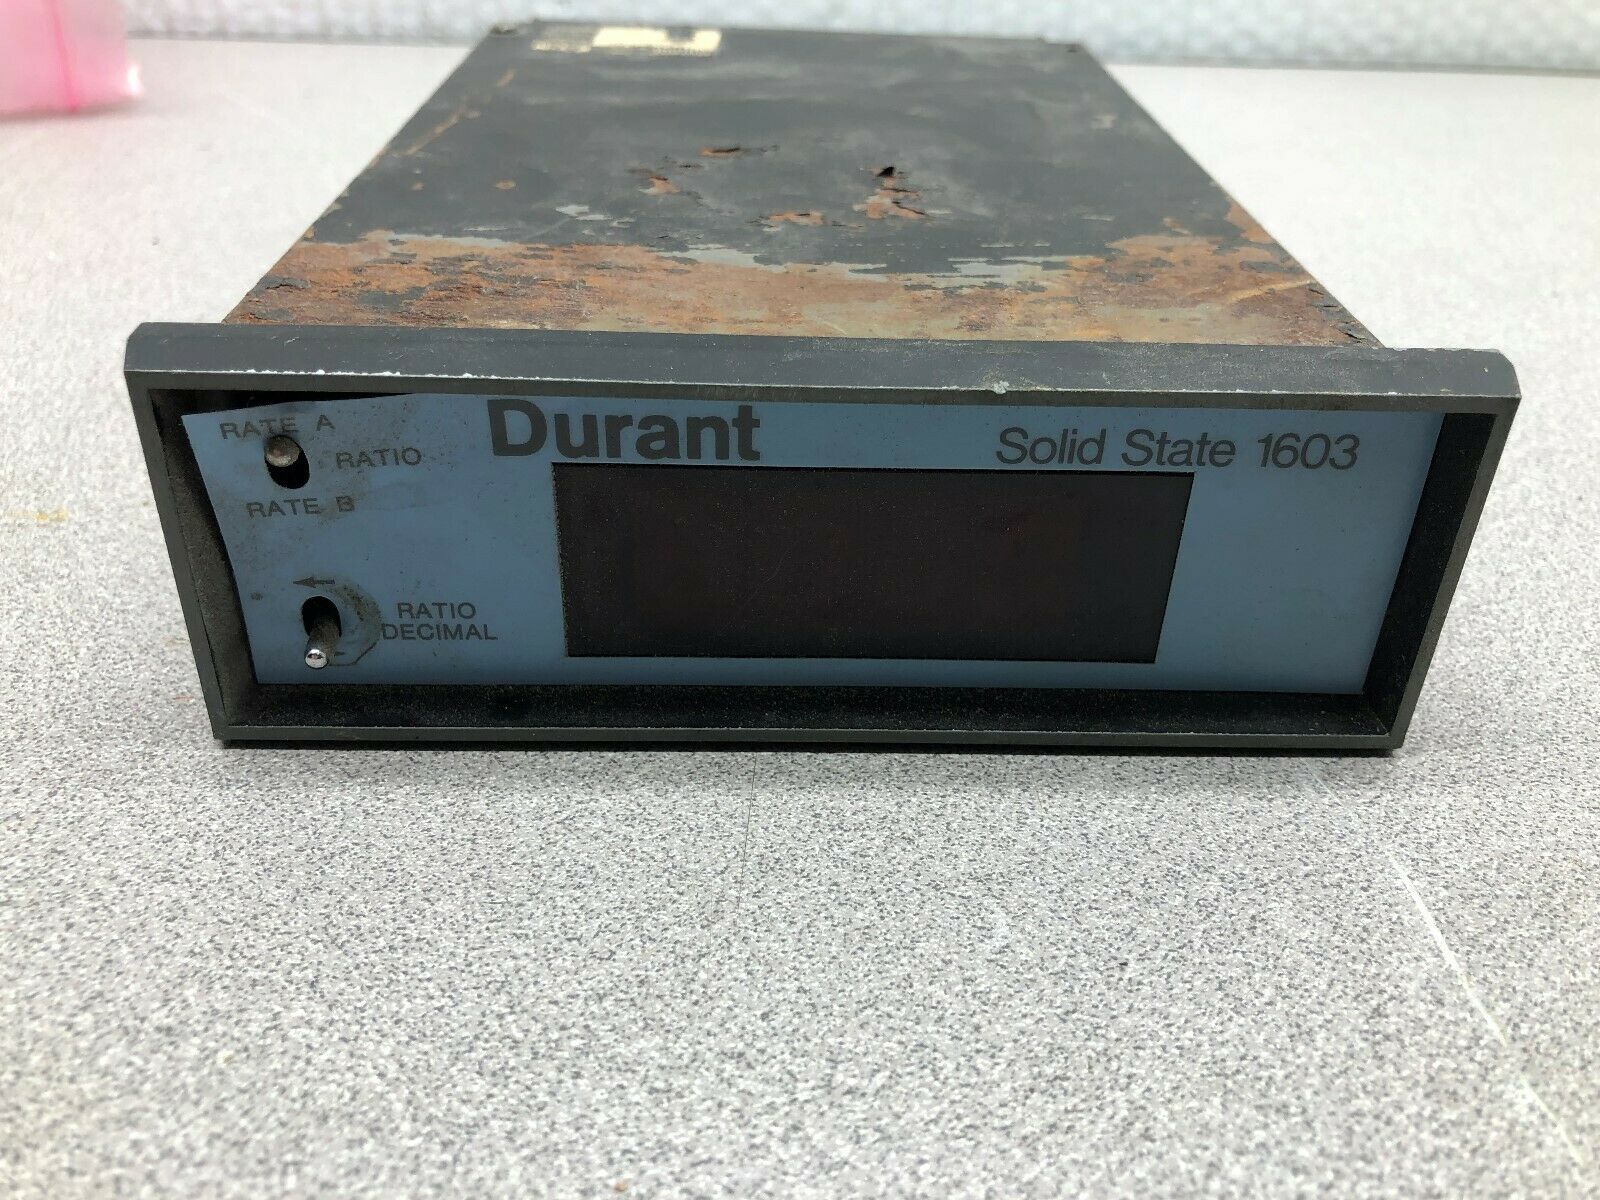 Durant
Solid State 1603
RATE A
RATIO
RATE B
RATIO
DECIMAL